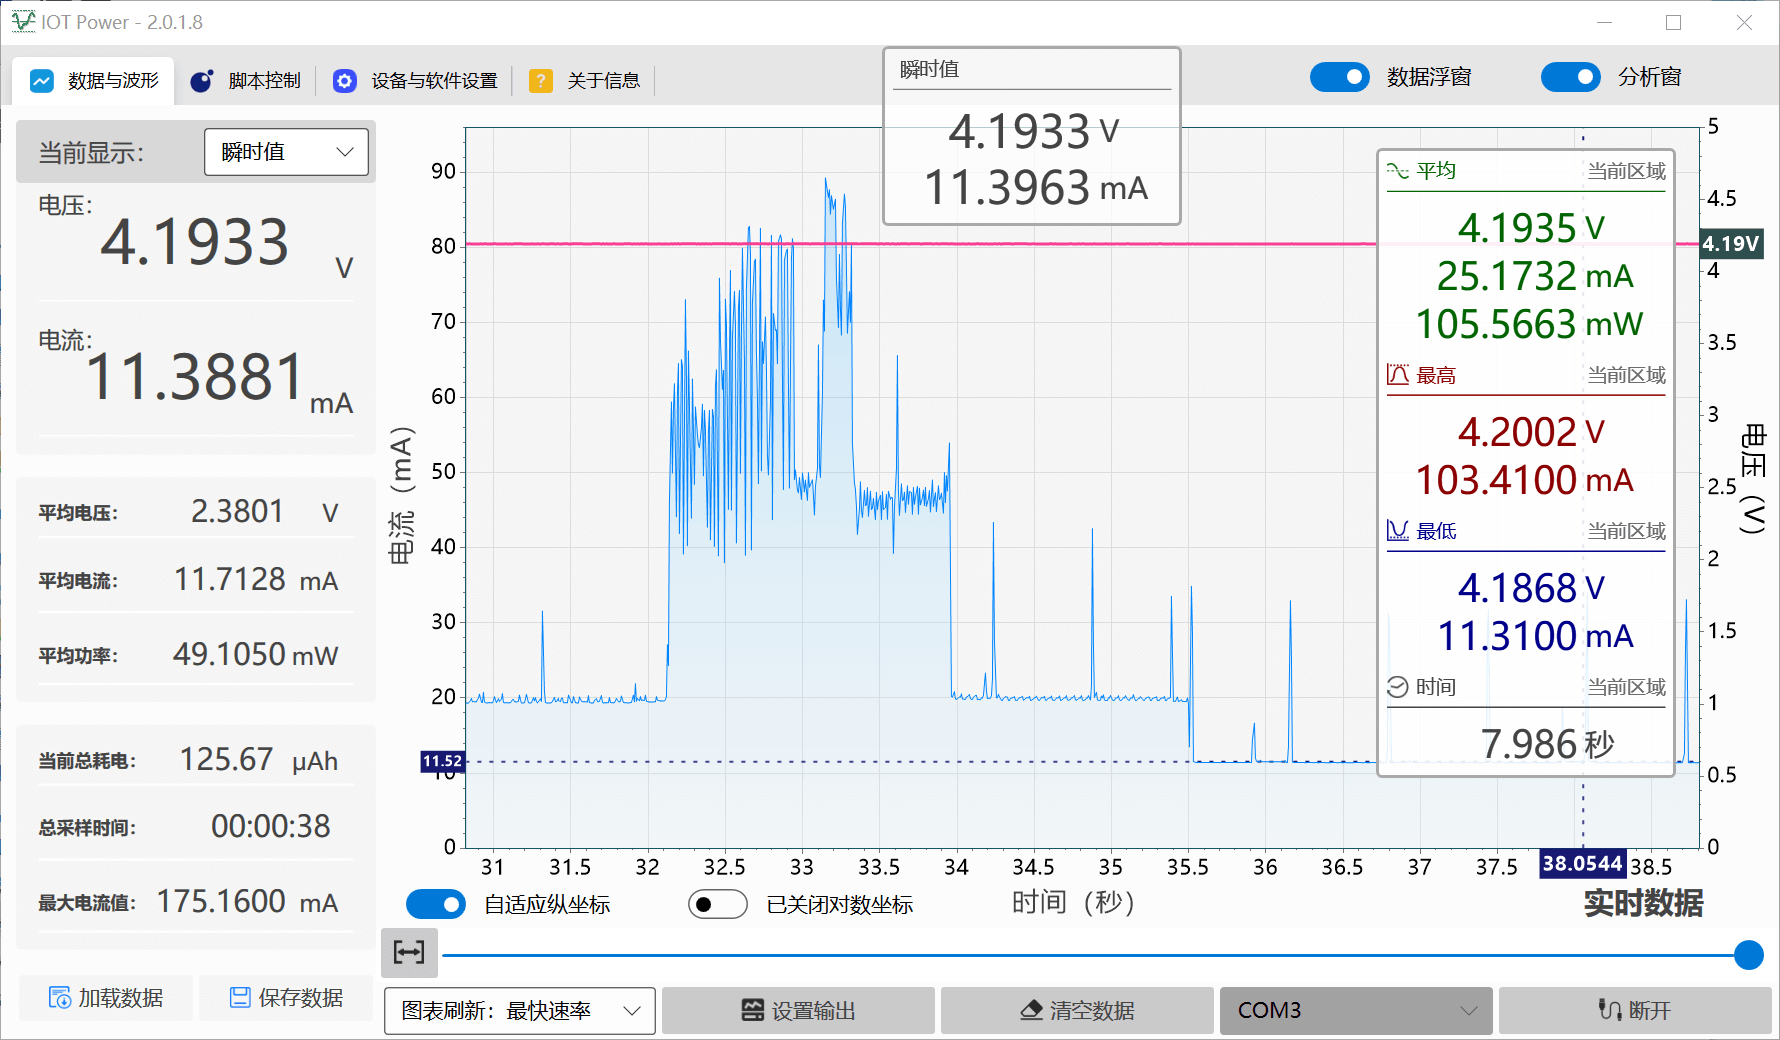 IOT Power - 2.0.1.8
数据与波形
脚本控制
设备与软件设置
关于信息
数据浮窗
分析窗
当前显示:
瞬时值
电压:
4.1933
V
电流:
11.3881
mA
平均电压:
2.3801 V
平均电流:
11.7128 mA
平均功率:
49.1050 mW
当前总耗电:
125.67 μAh
总采样时间:
00:00:38
最大电流值:
175.1600 mA
加载数据
保存数据
瞬时值
4.1933 V
11.3963 mA
平均 当前区域
4.1935 V
25.1732 mA
105.5663 mW
最高 当前区域
4.2002 V
103.4100 mA
最低 当前区域
4.1868 V
11.3100 mA
时间 当前区域
7.986 秒
电流 (mA)
90
80
70
60
50
40
30
20
10
0
11.52
5
4.5
4.19V
4
3.5
3
2.5
2
1.5
1
0.5
0
电压 (V)
31 31.5 32 32.5 33 33.5 34 34.5 35 35.5 36 36.5 37 37.5 38.0544 38.5
自适应纵坐标
已关闭对数坐标
时间 (秒)
实时数据
图表刷新: 最快速率
设置输出
清空数据
COM3
断开